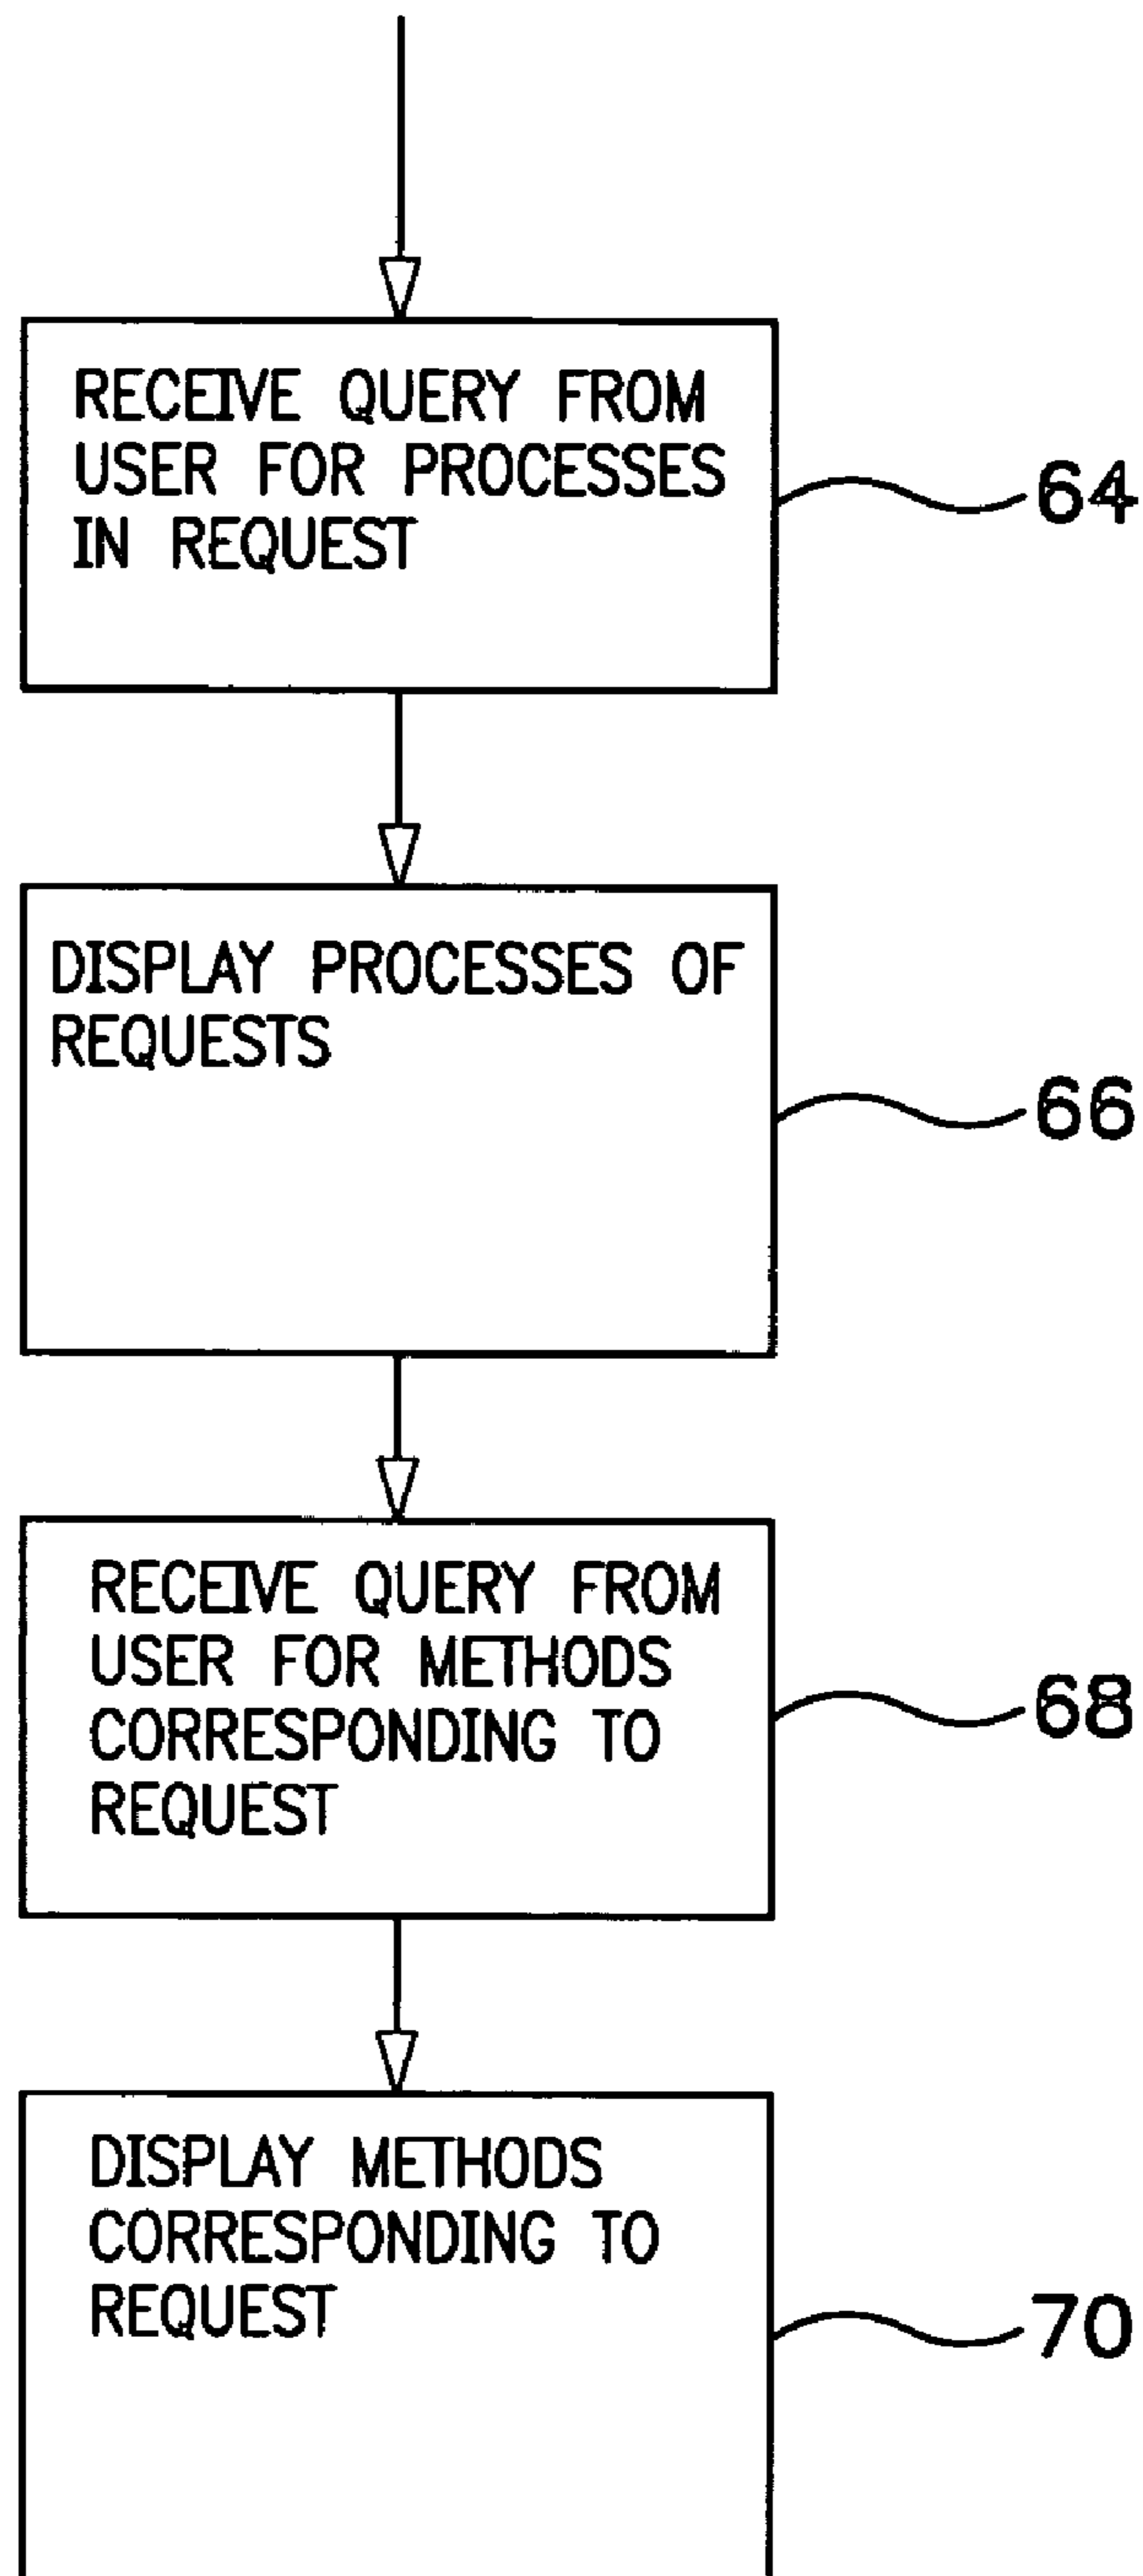 RECEIVE QUERY FROM
USER FOR PROCESSES
IN REQUEST
64
DISPLAY PROCESSES OF
REQUESTS
66
RECEIVE QUERY FROM
USER FOR METHODS
CORRESPONDING TO
REQUEST
68
DISPLAY METHODS
CORRESPONDING TO
REQUEST
70